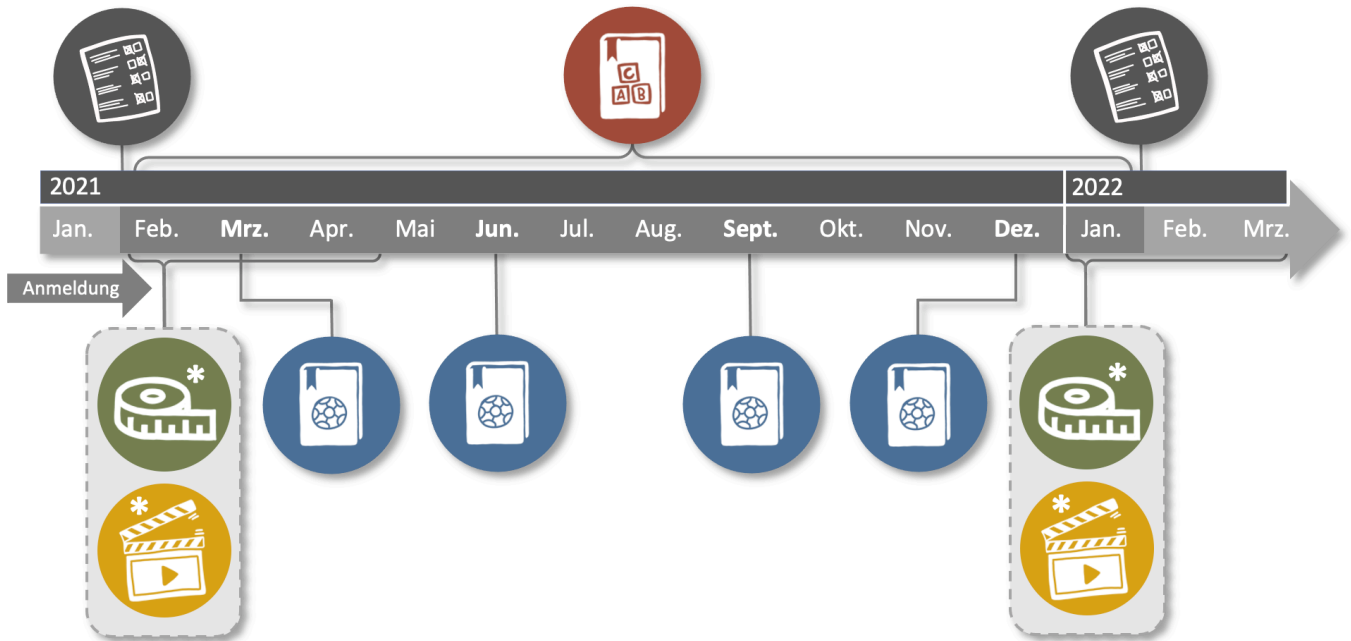 C
A B
2021 2022
Jan. Feb. Mrz. Apr. Mai Jun. Jul. Aug. Sept. Okt. Nov. Dez. Jan. Feb. Mrz.
Anmeldung
*
*
*
*